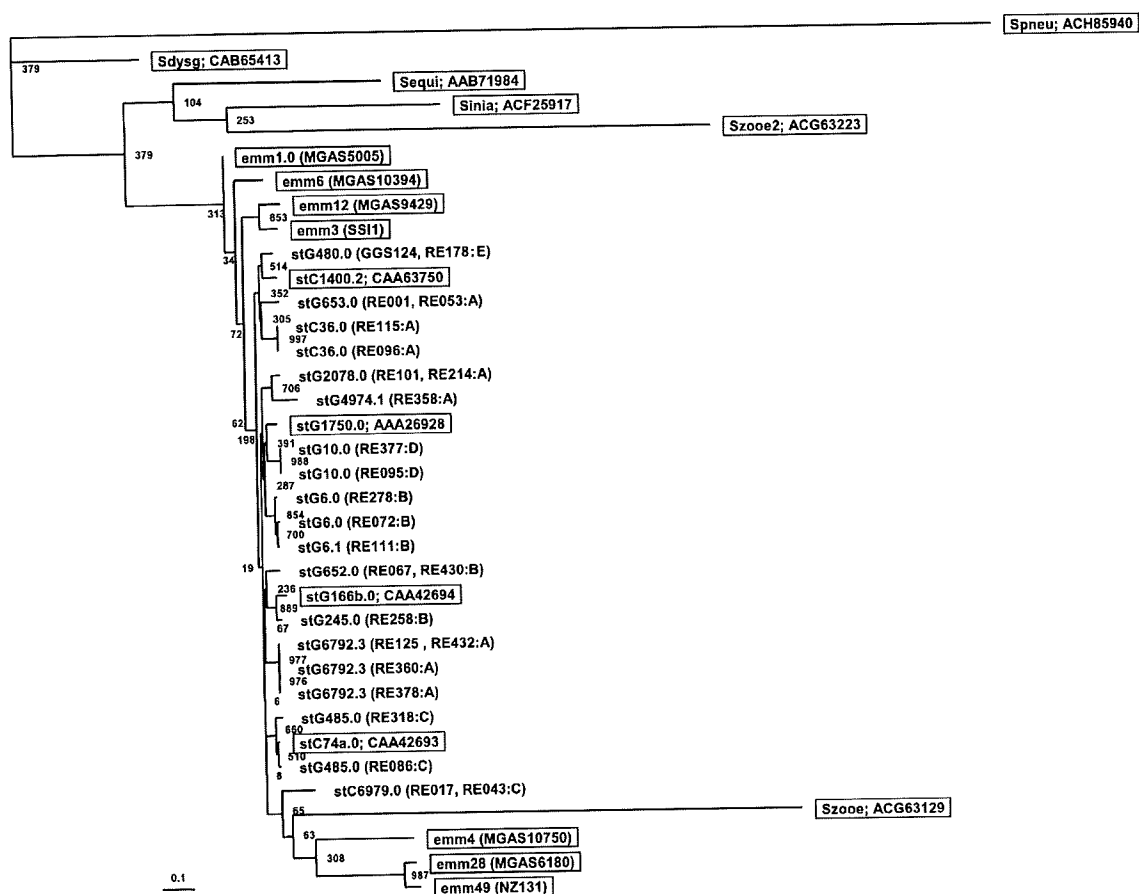 Spneu; ACH85940
379
Sdysg; CAB65413
Sequi; AAB71984
104
Sinia; ACF25917
253
Szooe2; ACG63223
379
emm1.0 (MGAS5005)
emm6 (MGAS10394)
emm12 (MGAS9429)
313
853
emm3 (SSI1)
stG480.0 (GGS124, RE178:E)
34
514
stC1400.2; CAA63750
352
stG653.0 (RE001, RE053:A)
305
stC36.0 (RE115:A)
72
997
stC36.0 (RE096:A)
stG2078.0 (RE101, RE214:A)
706
stG4974.1 (RE358:A)
62
stG1750.0; AAA26928
198
391
stG10.0 (RE377:D)
988
stG10.0 (RE095:D)
287
stG6.0 (RE278:B)
854
stG6.0 (RE072:B)
700
stG6.1 (RE111:B)
19
stG652.0 (RE067, RE430:B)
236
stG166b.0; CAA42694
889
stG245.0 (RE258:B)
67
stG6792.3 (RE125 , RE432:A)
977
stG6792.3 (RE360:A)
976
stG6792.3 (RE378:A)
6
stG485.0 (RE318:C)
660
stC74a.0; CAA42693
510
stG485.0 (RE086:C)
8
stC6979.0 (RE017, RE043:C)
65
Szooe; ACG63129
63
emm4 (MGAS10750)
308
emm28 (MGAS6180)
987
emm49 (NZ131)
0.1